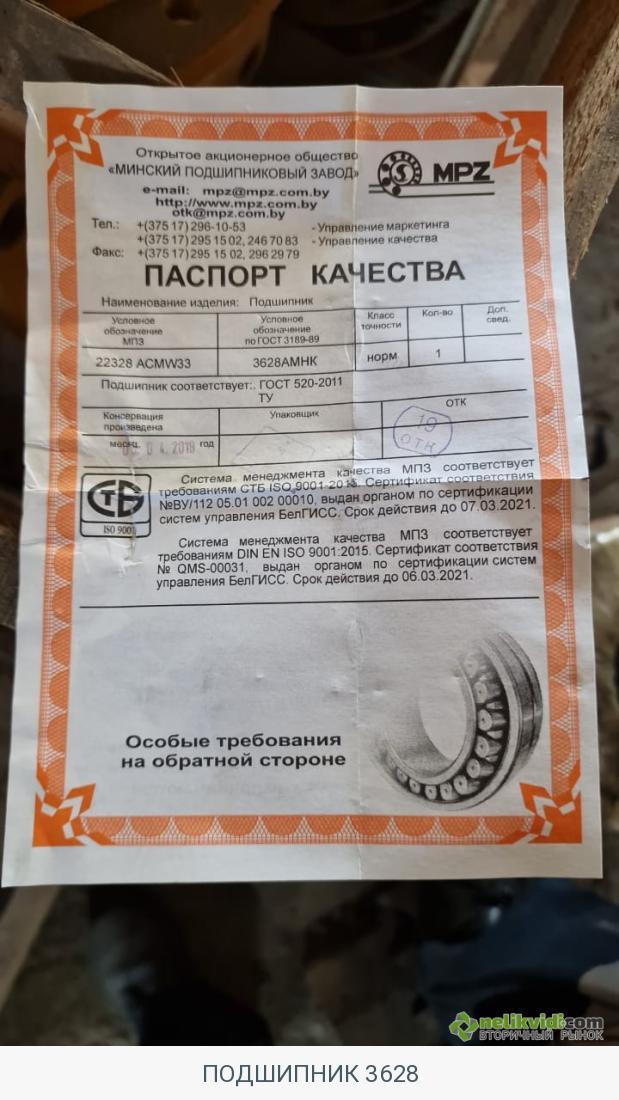 Открытое акционерное общество
«МИНСКИЙ ПОДШИПНИКОВЫЙ ЗАВОД»
MPZ
e-mail: mpz@mpz.com.by
http://www.mpz.com.by
otk@mpz.com.by
Тел.: +(375 17) 296-10-53 - Управление маркетинга
+(375 17) 295 15 02, 246 70 83 - Управление качества
Факс: +(375 17) 295 15 02, 296 29 79
ПАСПОРТ КАЧЕСТВА
Наименование изделия: Подшипник
Условное обозначение МПЗ
Условное обозначение по ГОСТ 3189-89
Класс точности
Кол-во
Доп. свед.
22328 ACMW33 3628АМНК норм 1
Подшипник соответствует:. ГОСТ 520-2011
ТУ
Консервация произведена
Упаковщик
ОТК
месяц 04.2019 год
19
ОТК
СТБ
ISO 9001
Система менеджмента качества МПЗ соответствует
требованиям СТБ ISO 9001-2015. Сертификат соответствия
№BY/112 05.01 002 00010, выдан органом по сертификации
систем управления БелГИСС. Срок действия до 07.03.2021.
Система менеджмента качества МПЗ соответствует
требованиям DIN EN ISO 9001:2015. Сертификат соответствия
№ QMS-00031, выдан органом по сертификации систем
управления БелГИСС. Срок действия до 06.03.2021.
Особые требования
на обратной стороне
nelikvidi.com
ВТОРИЧНЫЙ РЫНОК
ПОДШИПНИК 3628